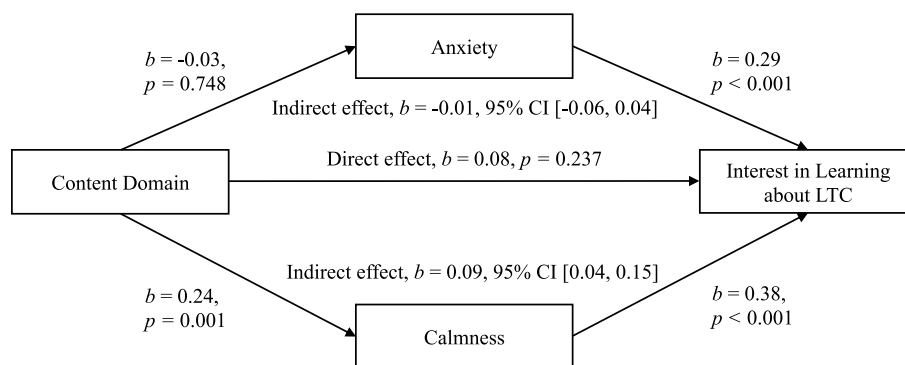 Anxiety
b = -0.03,
p = 0.748
b = 0.29
p < 0.001
Indirect effect, b = -0.01, 95% CI [-0.06, 0.04]
Direct effect, b = 0.08, p = 0.237
Content Domain
Interest in Learning
about LTC
Indirect effect, b = 0.09, 95% CI [0.04, 0.15]
b = 0.24,
p = 0.001
b = 0.38,
p < 0.001
Calmness